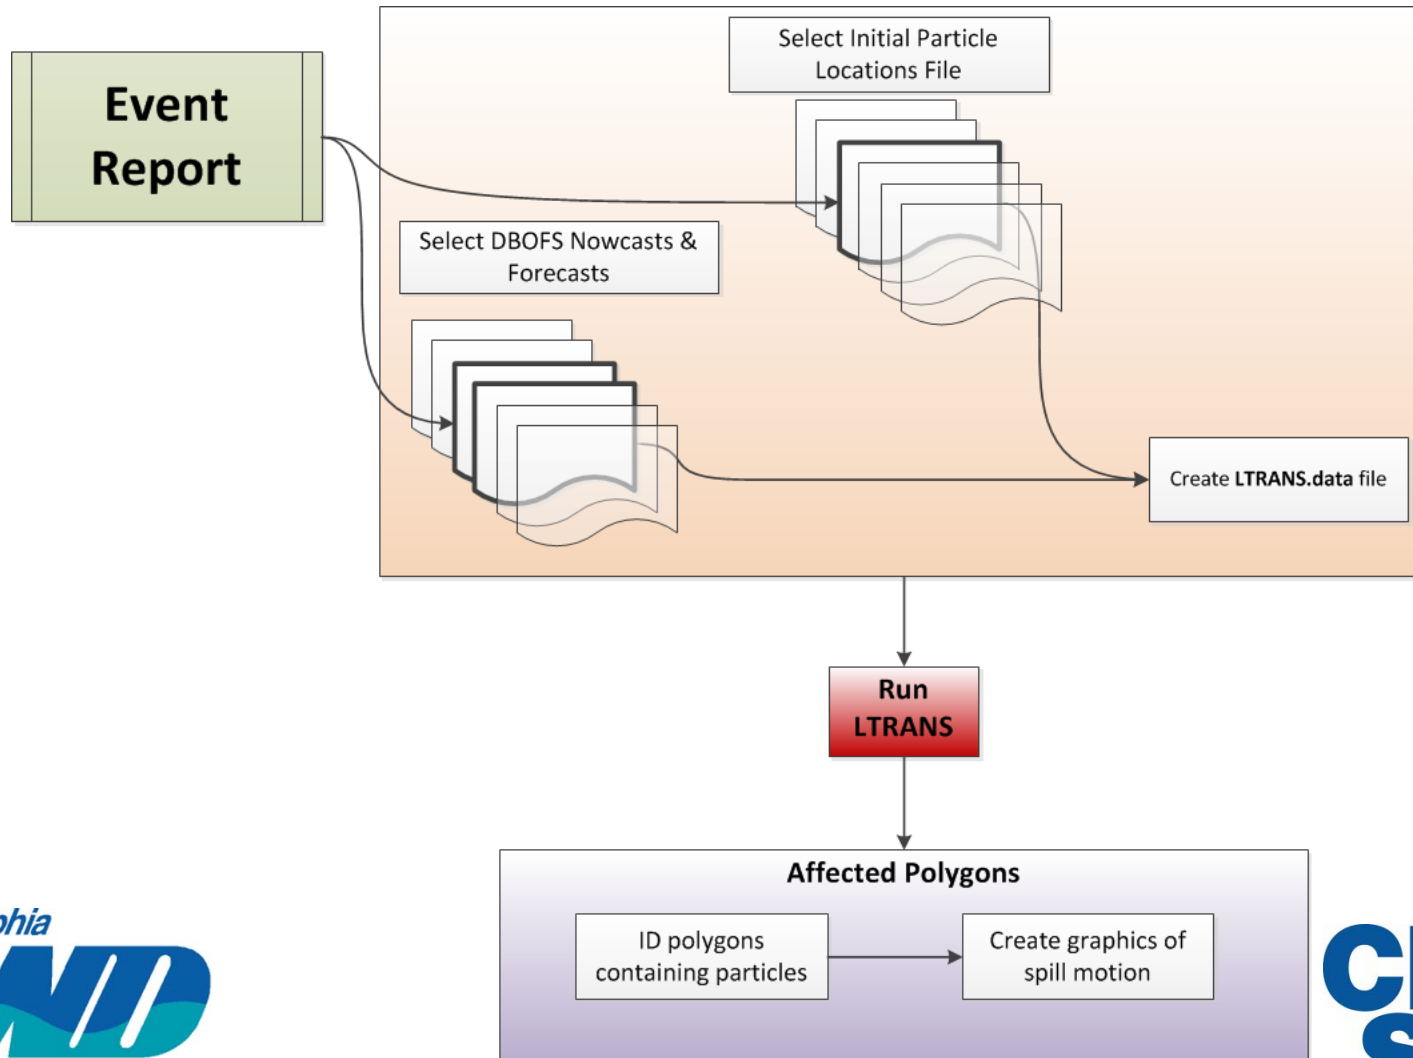 Event
Report
Select Initial Particle
Locations File
Select DBOFS Nowcasts &
Forecasts
Create LTRANS.data file
Run
LTRANS
Affected Polygons
ID polygons
containing particles
Create graphics of
spill motion
phia